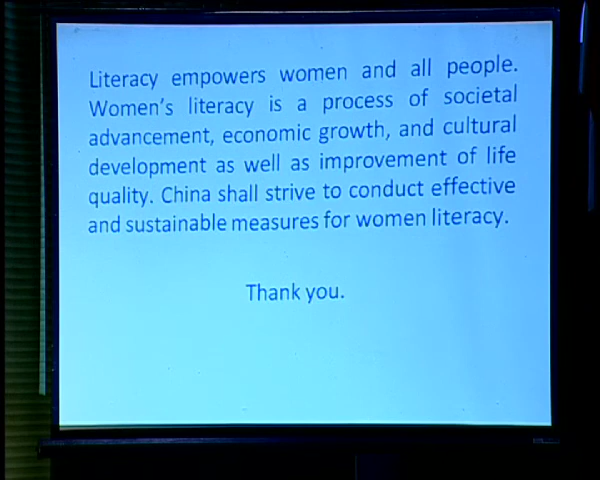 Literacy empowers women and all people.
Women's literacy is a process of societal
advancement, economic growth, and cultural
development as well as improvement of life
quality. China shall strive to conduct effective
and sustainable measures for women literacy.
Thank you.